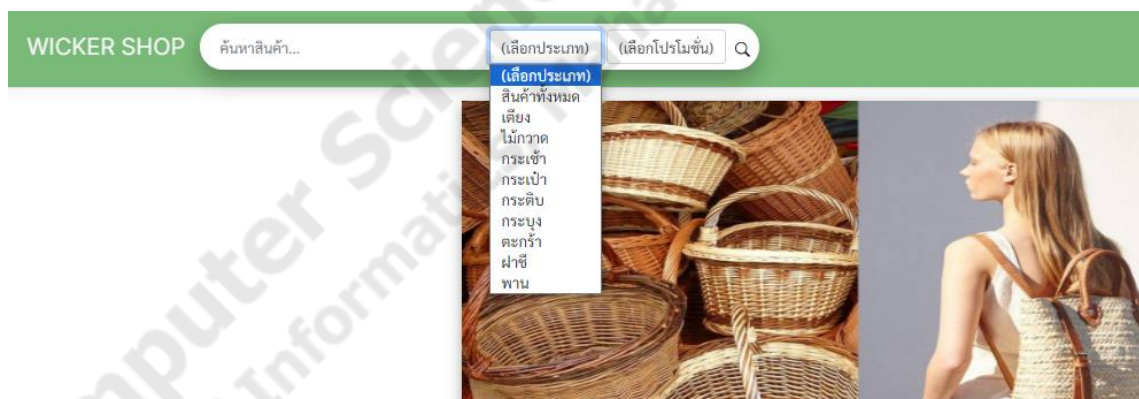 WICKER SHOP ค้นหาสินค้า... (เลือกประเภท) (เลือกโปรโมชั่น)
(เลือกประเภท)
สินค้าทั้งหมด
เตียง
ไม้กวาด
กระเช้า
กระเป๋า
กระติบ
กระบุง
ตะกร้า
ฝาชี
พาน
Computer Scien
Informatics, Maha